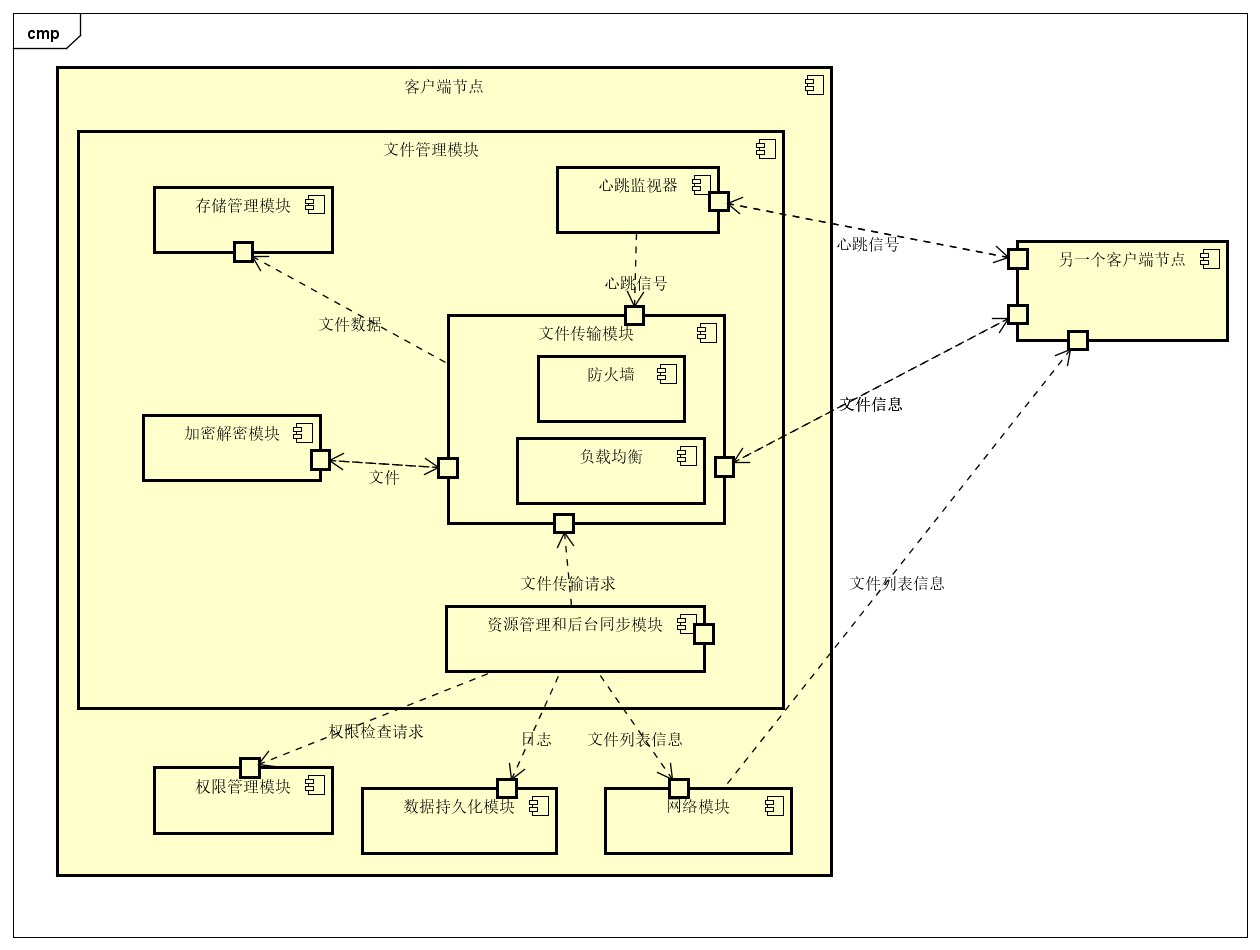 cmp
客户端节点
文件管理模块
心跳监视器
存储管理模块
心跳信号
另一个客户端节点
心跳信号
文件数据
文件传输模块
防火墙
文件信息
加密解密模块
负载均衡
文件
文件传输请求
文件列表信息
资源管理和后台同步模块
权限检查请求
日志
文件列表信息
权限管理模块
数据持久化模块
网络模块